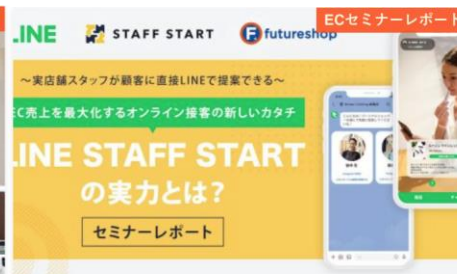 .INE STAFF START futureshop
ECセミナーレポート
～実店舗スタッフが顧客に直接LINEで提案できる～
EC売上を最大化するオンライン接客の新しいカタチ
LINE STAFF START
の実力とは?
セミナーレポート